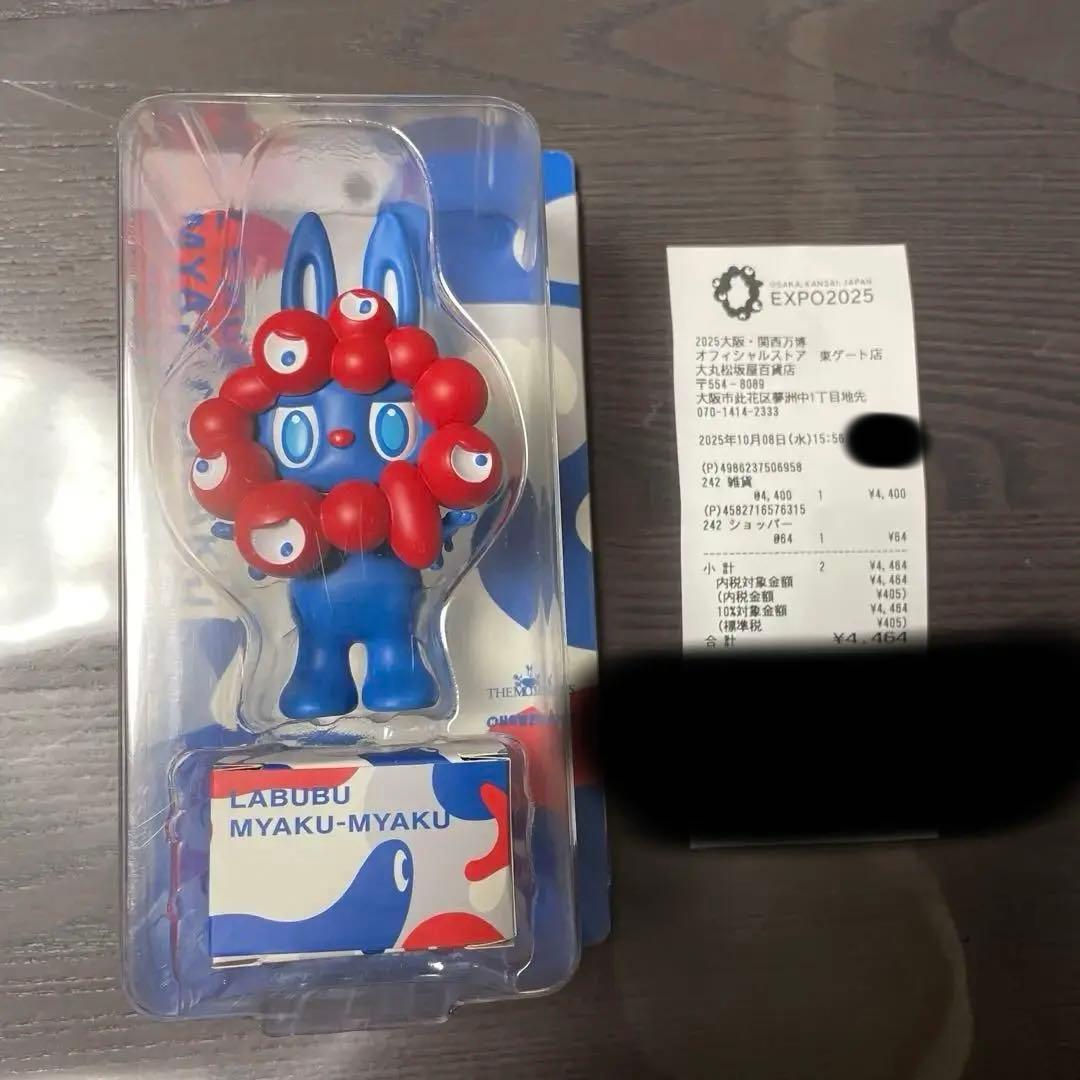 THE MO
LABUBU
MYAKU-MYAKU
OSAKA, KANSAI, JAPAN
EXPO2025
2025大阪・関西万博
オフィシャルストア 東ゲート店
大丸松坂屋百貨店
〒554-8089
大阪市此花区夢洲中1丁目地先
070-1414-2333
2025年10月08日(水)15:56
(P)4986237506958
242 雑貨
@4,400 1 ¥4,400
(P)4582716576315
242 ショッパー
@64 1 ¥64
小計 2 ¥4,464
内税対象金額 ¥4,464
(内税金額 ¥405)
10%対象金額 ¥4,464
(標準税 ¥405)
合計 ¥4,464